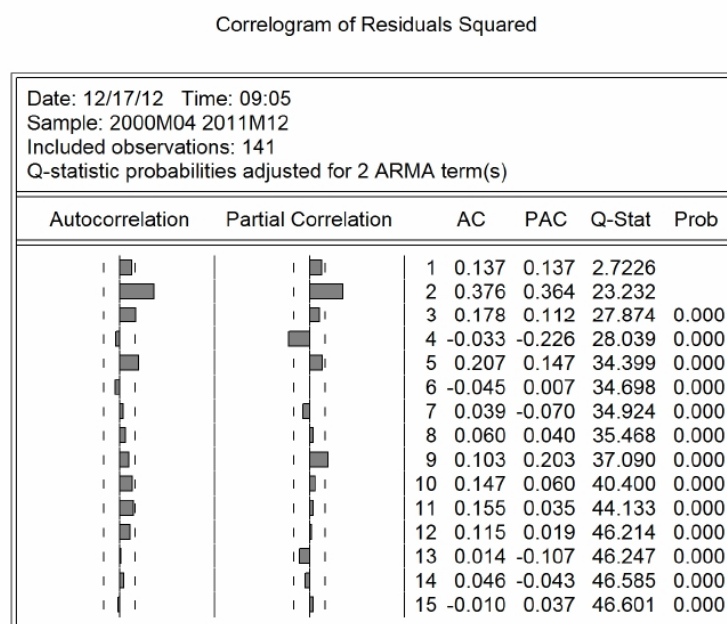 Correlogram of Residuals Squared
Date: 12/17/12 Time: 09:05
Sample: 2000M04 2011M12
Included observations: 141
Q-statistic probabilities adjusted for 2 ARMA term(s)
Autocorrelation Partial Correlation AC PAC Q-Stat Prob
1 0.137 0.137 2.7226
2 0.376 0.364 23.232
3 0.178 0.112 27.874 0.000
4 -0.033 -0.226 28.039 0.000
5 0.207 0.147 34.399 0.000
6 -0.045 0.007 34.698 0.000
7 0.039 -0.070 34.924 0.000
8 0.060 0.040 35.468 0.000
9 0.103 0.203 37.090 0.000
10 0.147 0.060 40.400 0.000
11 0.155 0.035 44.133 0.000
12 0.115 0.019 46.214 0.000
13 0.014 -0.107 46.247 0.000
14 0.046 -0.043 46.585 0.000
15 -0.010 0.037 46.601 0.000